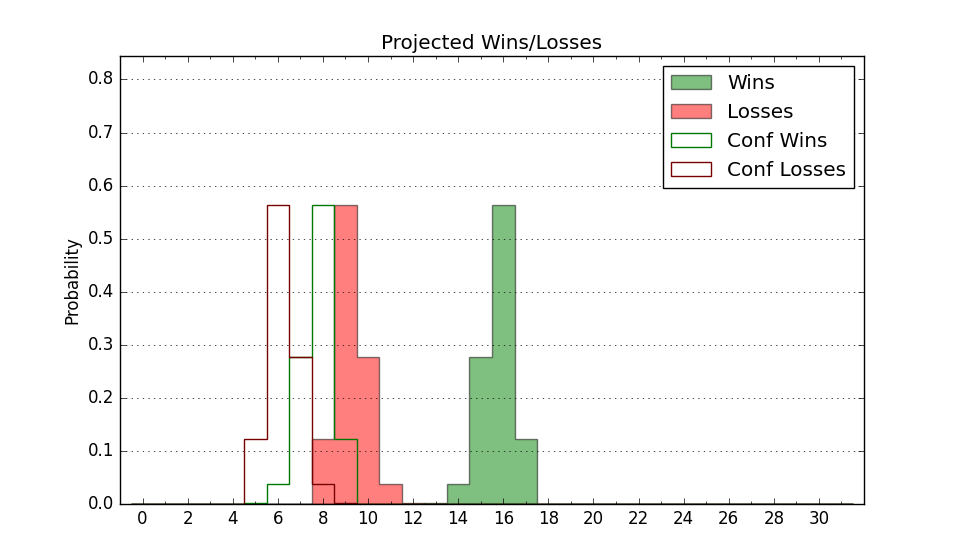 Projected Wins/Losses
Wins
Losses
Conf Wins
Conf Losses
Probability
0.8
0.7
0.6
0.5
0.4
0.3
0.2
0.1
0.0
0 2 4 6 8 10 12 14 16 18 20 22 24 26 28 30